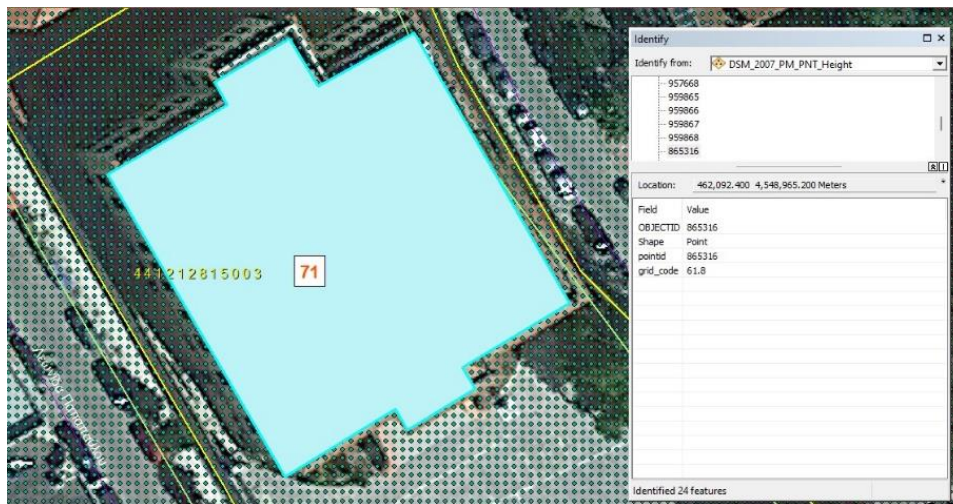 441212815003
71
Identify
Identify from: DSM_2007_PM_PNT_Height
957668
959865
959866
959867
959868
865316
Location: 462,092.400 4,548,965.200 Meters
Field Value
OBJECTID 865316
Shape Point
pointid 865316
grid_code 61.8
Identified 24 features